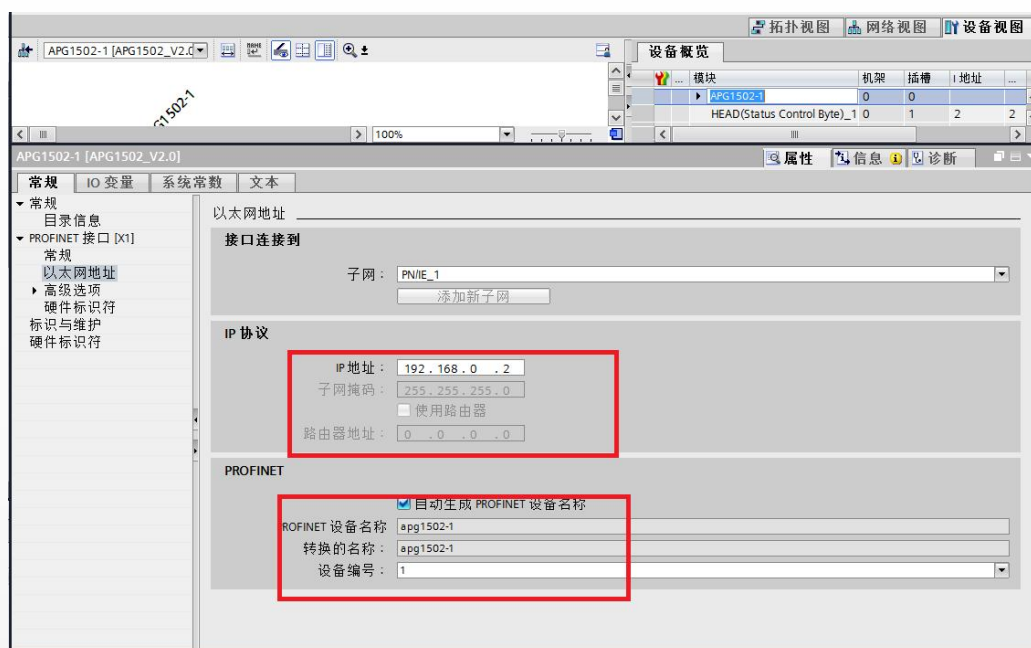 拓扑视图 网络视图 设备视图
APG1502-1 [APG1502_V2.0 设备概览
... 模块 机架 插槽 I 地址 ...
APG1502-1 0 0
HEAD(Status Control Byte)_1 0 1 2 2
G1502-1
100%
APG1502-1 [APG1502_V2.0] 属性 信息 诊断
常规 IO 变量 系统常数 文本
常规
目录信息
PROFINET 接口 [X1]
常规
以太网地址
高级选项
硬件标识符
标识与维护
硬件标识符
以太网地址
接口连接到
子网： PN/IE_1
添加新子网
IP 协议
IP 地址： 192 . 168 . 0 . 2
子网掩码： 255 . 255 . 255 . 0
使用路由器
路由器地址： 0 . 0 . 0 . 0
PROFINET
自动生成 PROFINET 设备名称
ROFINET 设备名称 apg1502-1
转换的名称： apg1502-1
设备编号： 1